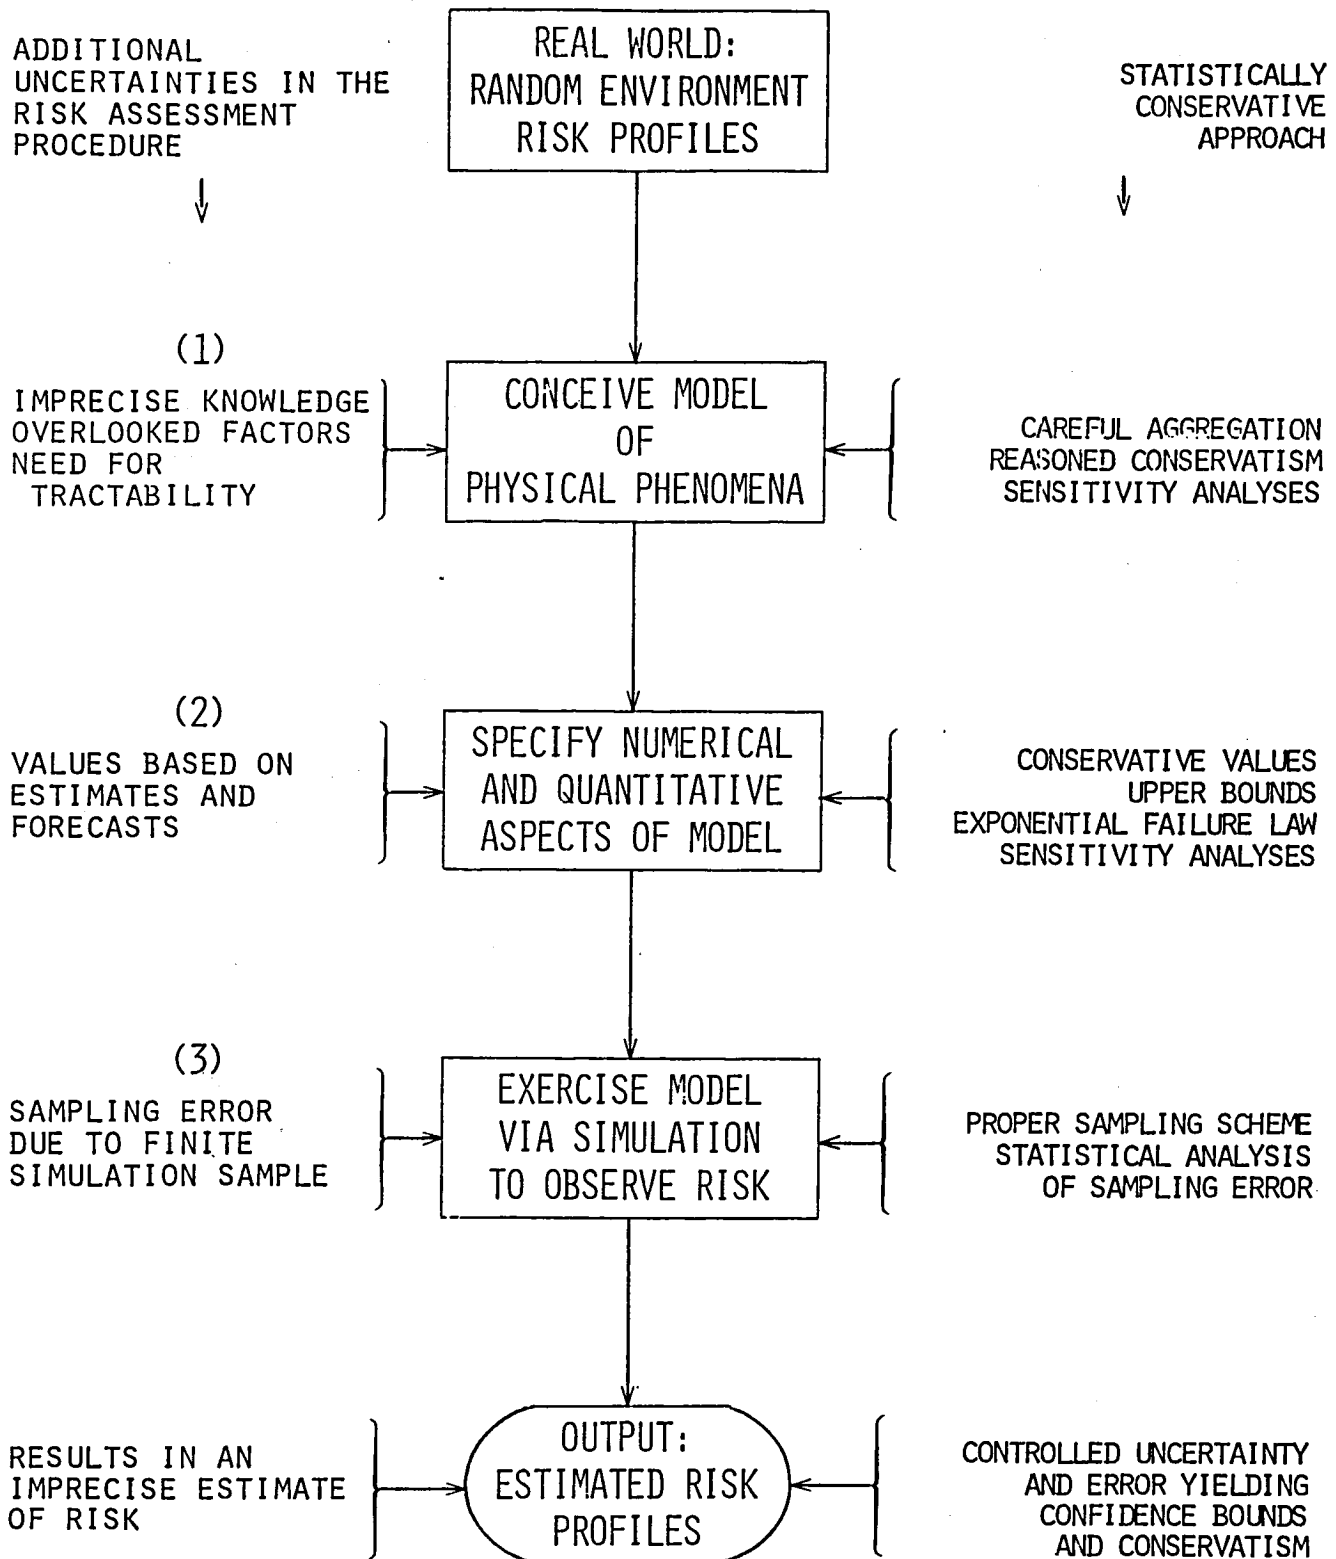 ADDITIONAL
UNCERTAINTIES IN THE
RISK ASSESSMENT
PROCEDURE
REAL WORLD:
RANDOM ENVIRONMENT
RISK PROFILES
STATISTICALLY
CONSERVATIVE
APPROACH
(1)
IMPRECISE KNOWLEDGE
OVERLOOKED FACTORS
NEED FOR
TRACTABILITY
CONCEIVE MODEL
OF
PHYSICAL PHENOMENA
CAREFUL AGGREGATION
REASONED CONSERVATISM
SENSITIVITY ANALYSES
(2)
VALUES BASED ON
ESTIMATES AND
FORECASTS
SPECIFY NUMERICAL
AND QUANTITATIVE
ASPECTS OF MODEL
CONSERVATIVE VALUES
UPPER BOUNDS
EXPONENTIAL FAILURE LAW
SENSITIVITY ANALYSES
(3)
SAMPLING ERROR
DUE TO FINITE
SIMULATION SAMPLE
EXERCISE MODEL
VIA SIMULATION
TO OBSERVE RISK
PROPER SAMPLING SCHEME
STATISTICAL ANALYSIS
OF SAMPLING ERROR
RESULTS IN AN
IMPRECISE ESTIMATE
OF RISK
OUTPUT:
ESTIMATED RISK
PROFILES
CONTROLLED UNCERTAINTY
AND ERROR YIELDING
CONFIDENCE BOUNDS
AND CONSERVATISM